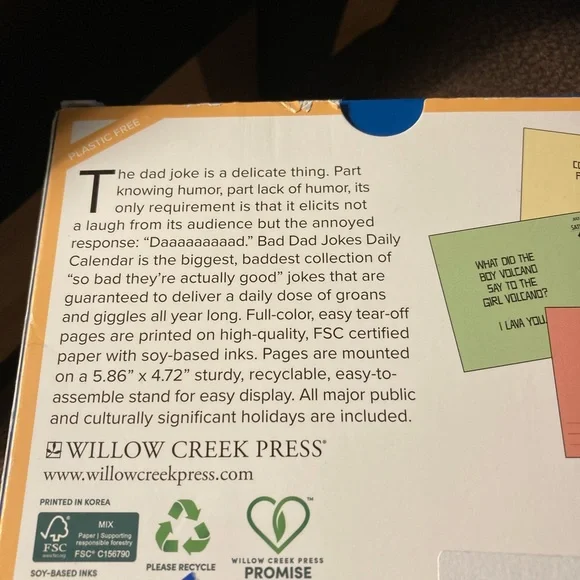 PLASTIC FREE
The dad joke is a delicate thing. Part
knowing humor, part lack of humor, its
only requirement is that it elicits not
a laugh from its audience but the annoyed
response: “Daaaaaaaaad.” Bad Dad Jokes Daily
Calendar is the biggest, baddest collection of
“so bad they’re actually good” jokes that are
guaranteed to deliver a daily dose of groans
and giggles all year long. Full-color, easy tear-off
pages are printed on high-quality, FSC certified
paper with soy-based inks. Pages are mounted
on a 5.86” x 4.72” sturdy, recyclable, easy-to-
assemble stand for easy display. All major public
and culturally significant holidays are included.
WILLOW CREEK PRESS®
www.willowcreekpress.com
PRINTED IN KOREA
FSC
MIX
Paper | Supporting
responsible forestry
FSC® C156790
SOY-BASED INKS
PLEASE RECYCLE
WILLOW CREEK PRESS
PROMISE
™
WHAT DID THE
BOY VOLCANO
SAY TO THE
GIRL VOLCANO?
I LAVA YOU.